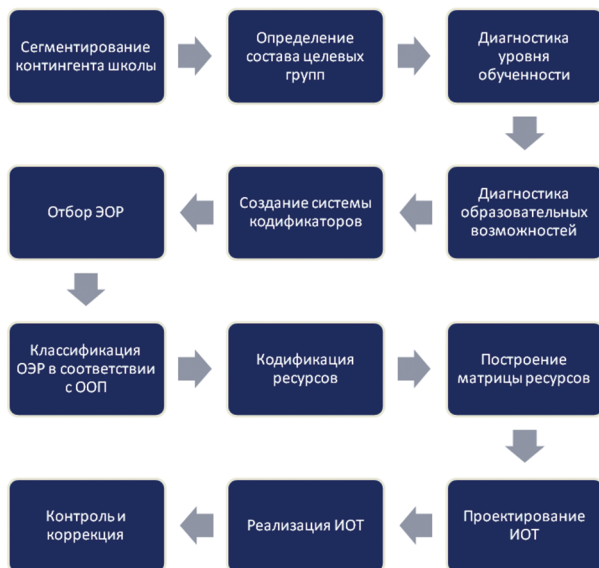 Сегментирование
контингента школы
Определение
состава целевых
групп
Диагностика
уровня
обученности
Диагностика
образовательных
возможностей
Создание системы
кодификаторов
Отбор ЭОР
Классификация
ОЭР в соответствии
с ООП
Кодификация
ресурсов
Построение
матрицы ресурсов
Проектирование
ИОТ
Реализация ИОТ
Контроль и
коррекция